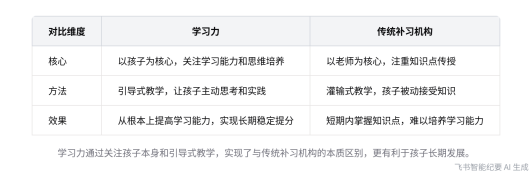 对比维度 学习力 传统补习机构
核心 以孩子为核心，关注学习能力和思维培养 以老师为核心，注重知识点传授
方法 引导式教学，让孩子主动思考和实践 灌输式教学，孩子被动接受知识
效果 从根本上提高学习能力，实现长期稳定提分 短期内掌握知识点，难以培养学习能力
学习力通过关注孩子本身和引导式教学，实现了与传统补习机构的本质区别，更有利于孩子长期发展。
飞书智能纪要 AI 生成